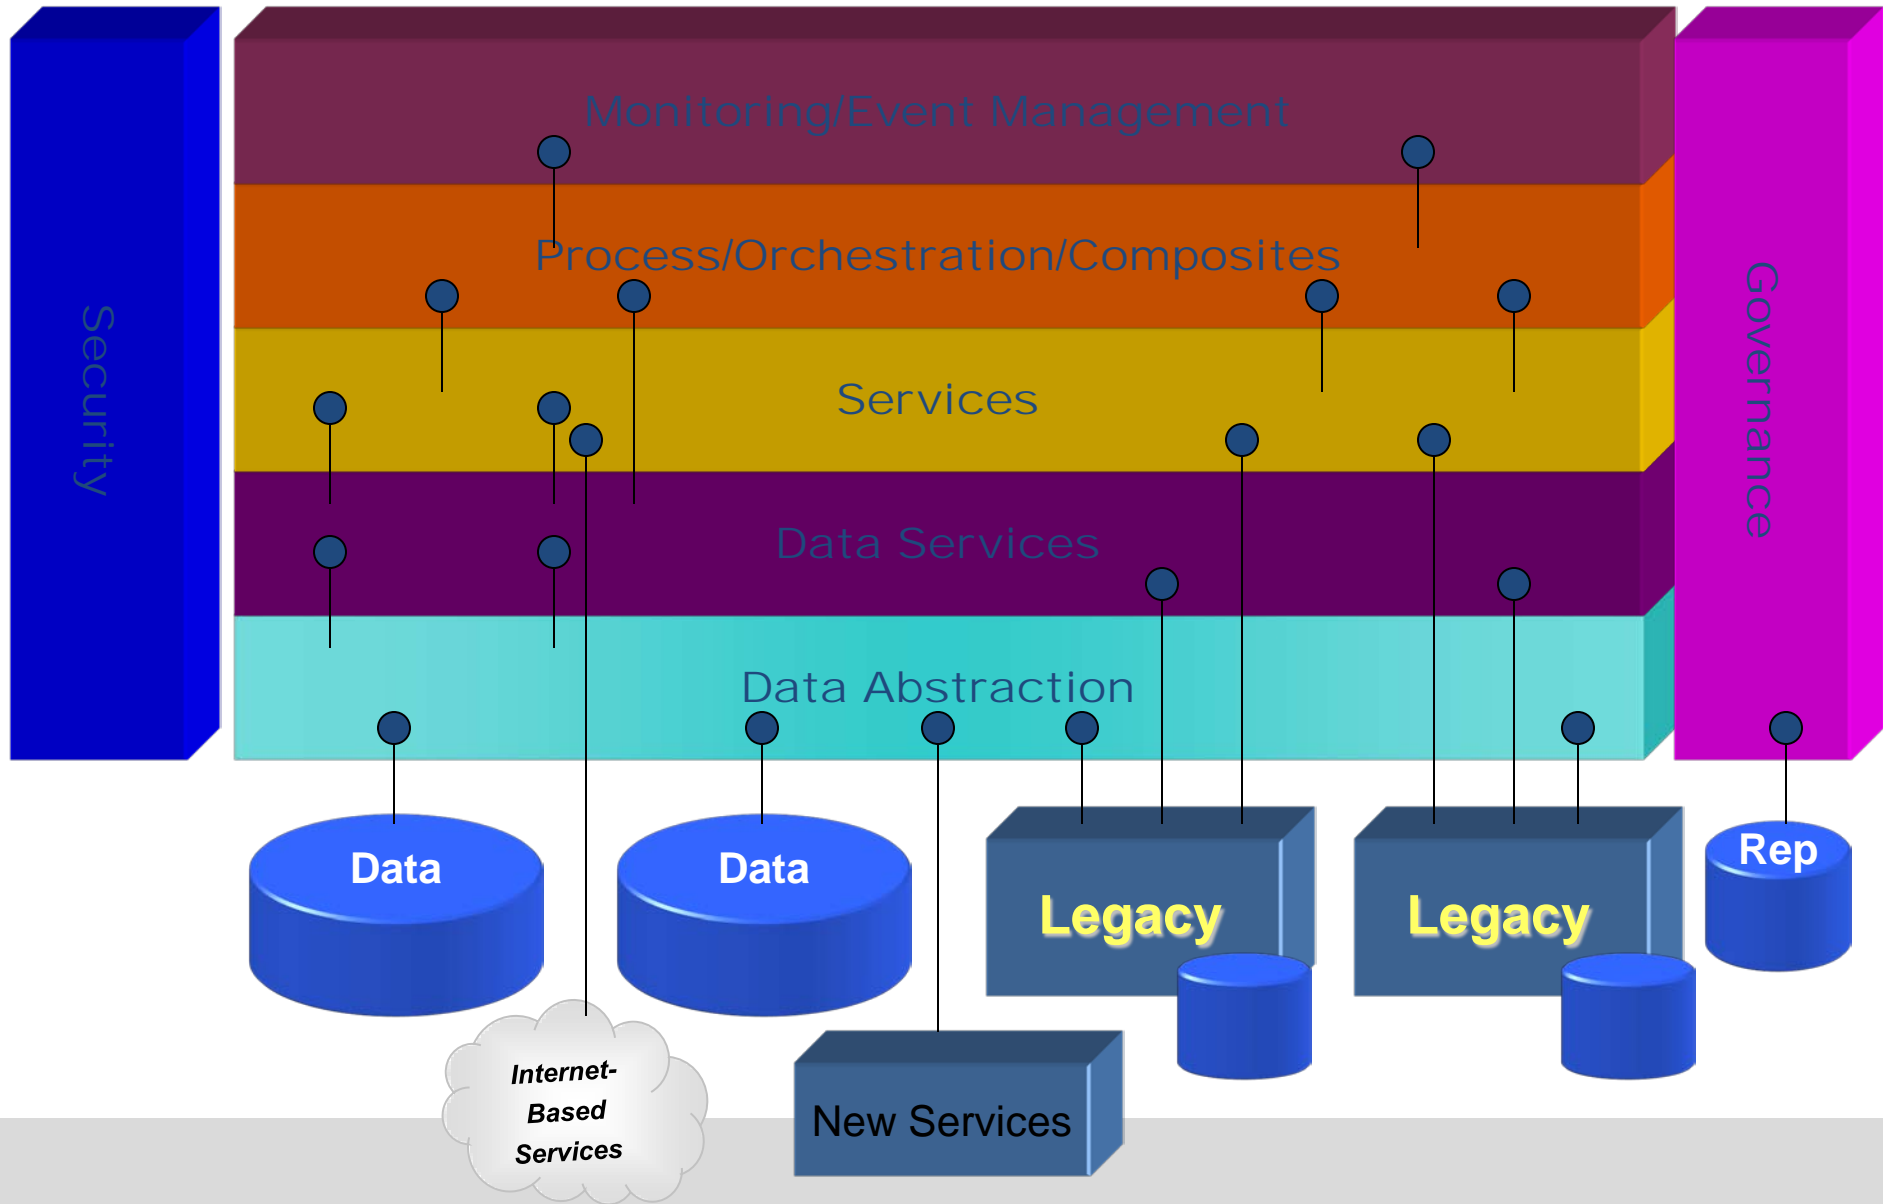 Monitoring/Event Management
Process/Orchestration/Composites
Services
Data Services
Data Abstraction
Security
Governance
Data
Data
Legacy
Legacy
Rep
Internet-
Based
Services
New Services